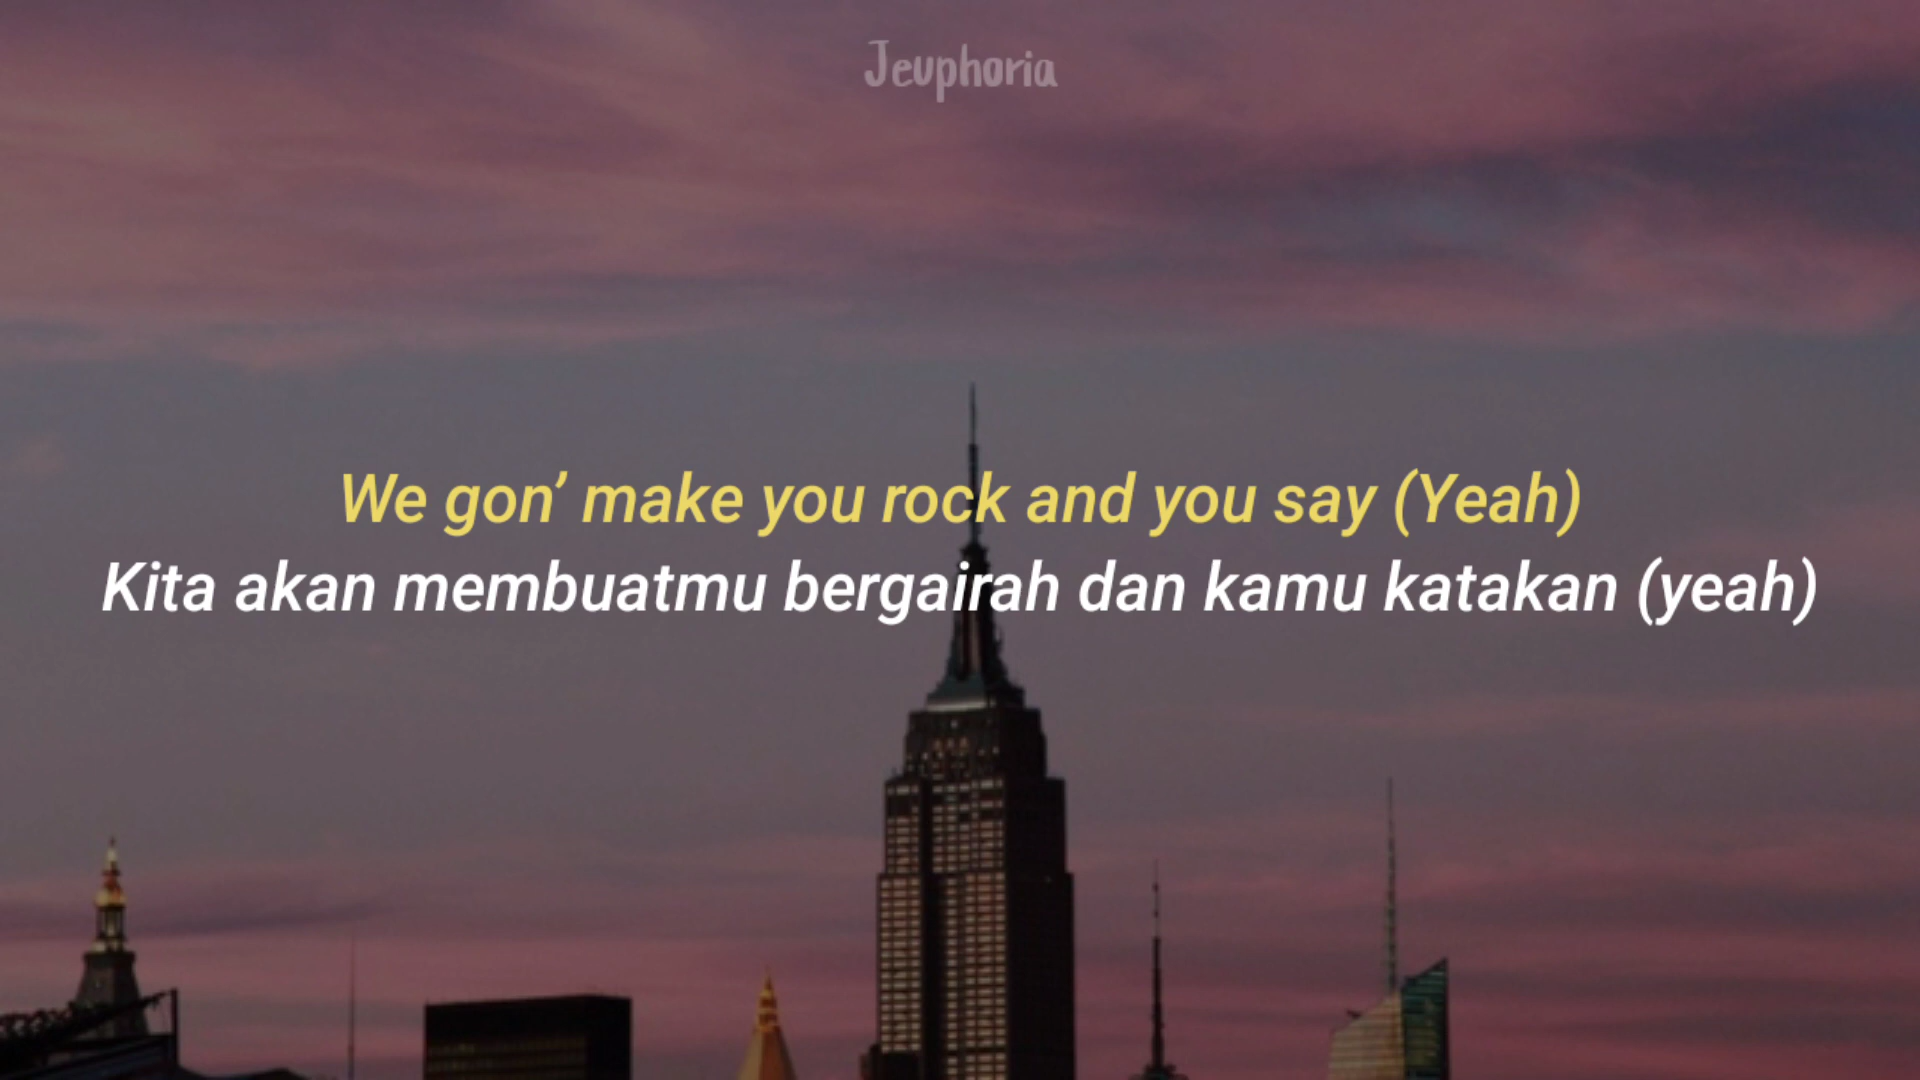 Jeuphoria
We gon’ make you rock and you say (Yeah)
Kita akan membuatmu bergairah dan kamu katakan (yeah)